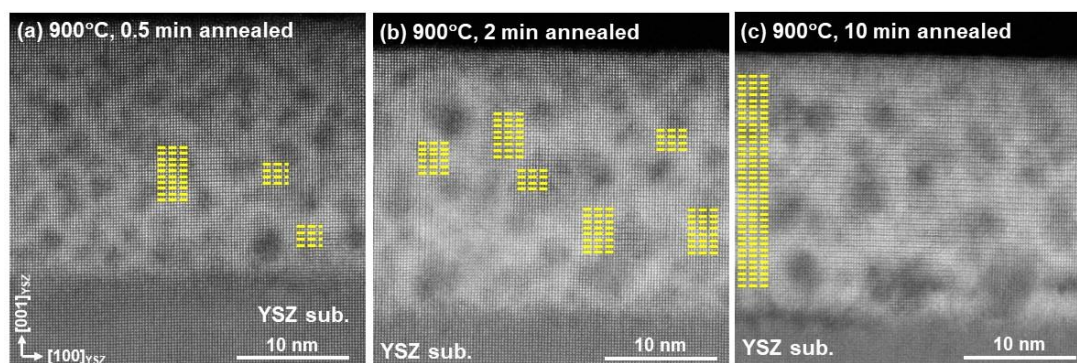 (a) 900°C, 0.5 min annealed
[001]YSZ
[100]YSZ
YSZ sub.
10 nm
(b) 900°C, 2 min annealed
YSZ sub.
10 nm
(c) 900°C, 10 min annealed
YSZ sub.
10 nm